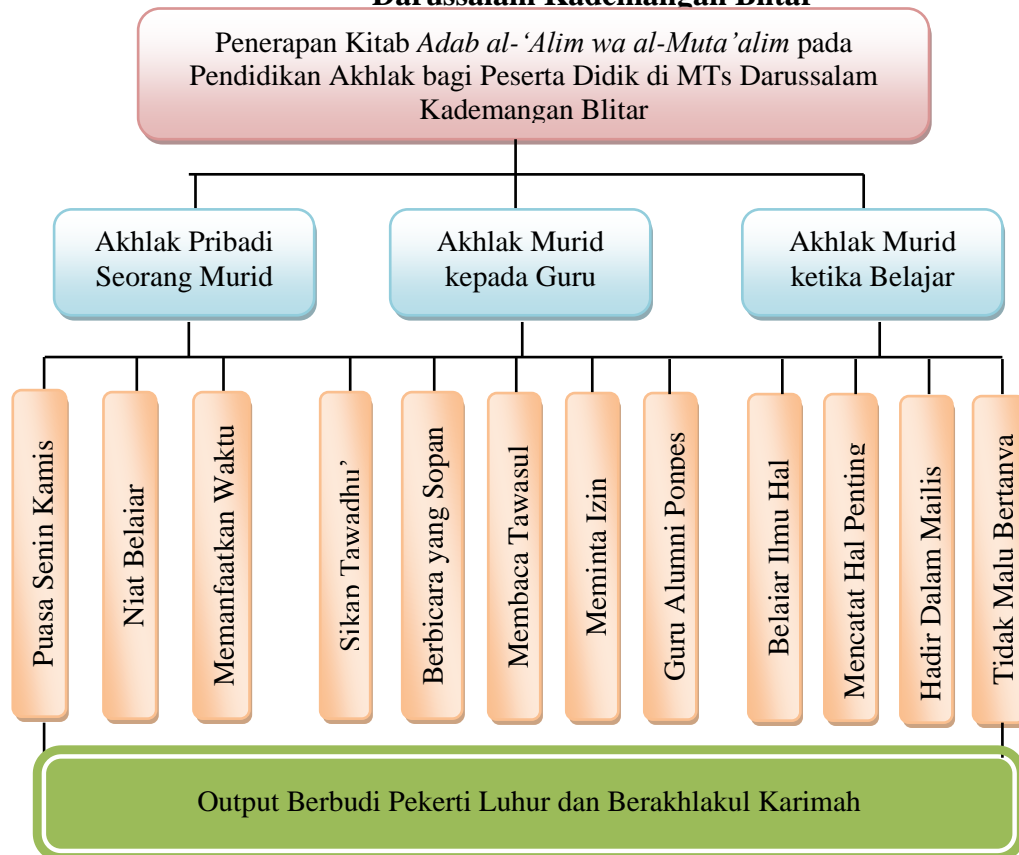 Darussalam Kademangan Blitar
Penerapan Kitab Adab al-‘Alim wa al-Muta’alim pada
Pendidikan Akhlak bagi Peserta Didik di MTs Darussalam
Kademangan Blitar
Akhlak Pribadi
Seorang Murid
Akhlak Murid
kepada Guru
Akhlak Murid
ketika Belajar
Puasa Senin Kamis
Niat Belajar
Memanfaatkan Waktu
Sikap Tawadhu’
Berbicara yang Sopan
Membaca Tawasul
Meminta Izin
Guru Alumni Ponpes
Belajar Ilmu Hal
Mencatat Hal Penting
Hadir Dalam Majlis
Tidak Malu Bertanya
Output Berbudi Pekerti Luhur dan Berakhlakul Karimah